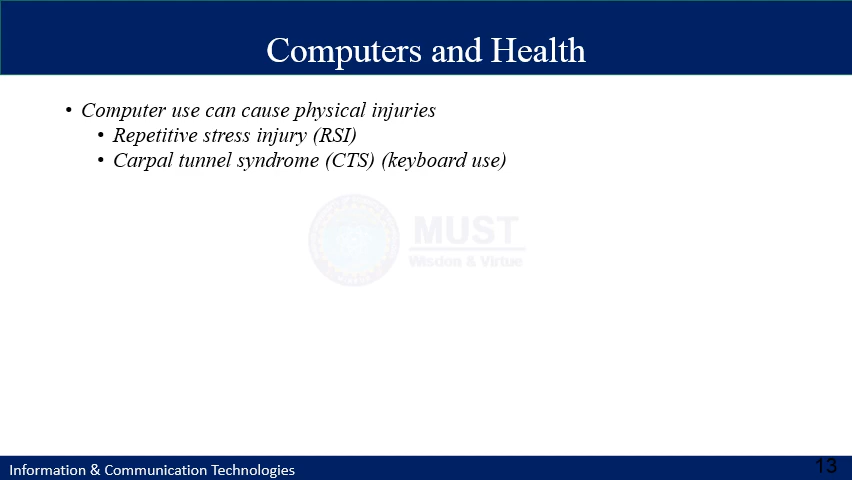 Computers and Health
• Computer use can cause physical injuries
• Repetitive stress injury (RSI)
• Carpal tunnel syndrome (CTS) (keyboard use)
MUST
Wisdom & Virtue
Information & Communication Technologies
13